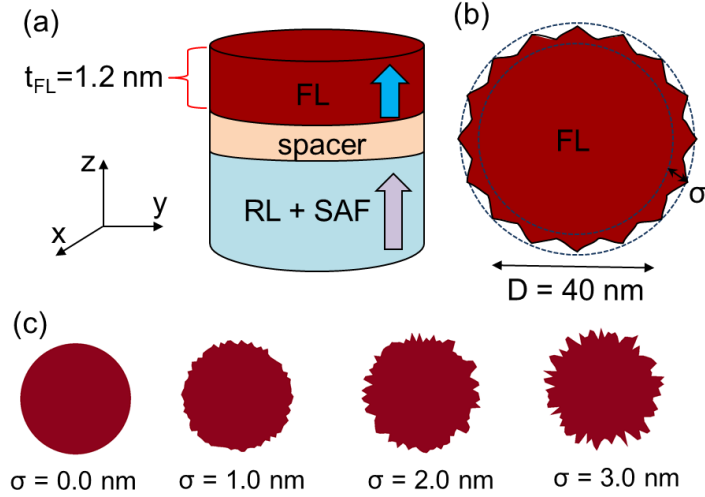 (a)
t_FL=1.2 nm
FL
spacer
RL + SAF
z
y
x
(b)
FL
σ
D = 40 nm
(c)
σ = 0.0 nm
σ = 1.0 nm
σ = 2.0 nm
σ = 3.0 nm